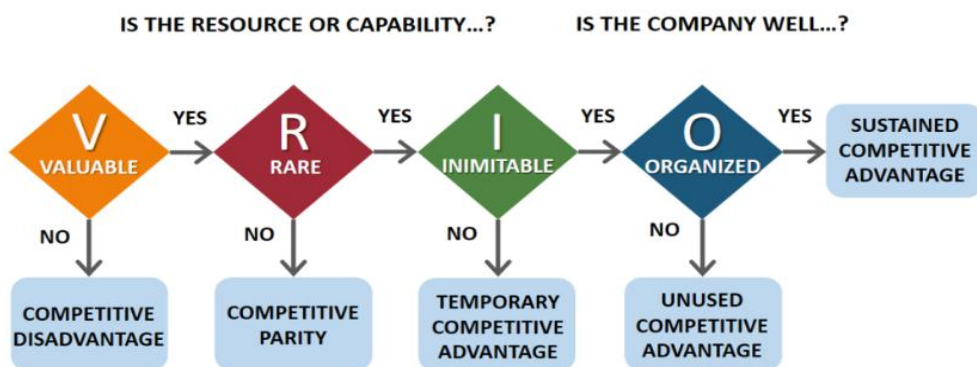 IS THE RESOURCE OR CAPABILITY...?
IS THE COMPANY WELL...?
V
VALUABLE
YES
R
RARE
YES
I
INIMITABLE
YES
O
ORGANIZED
YES
SUSTAINED
COMPETITIVE
ADVANTAGE
NO
NO
NO
NO
COMPETITIVE
DISADVANTAGE
COMPETITIVE
PARITY
TEMPORARY
COMPETITIVE
ADVANTAGE
UNUSED
COMPETITIVE
ADVANTAGE